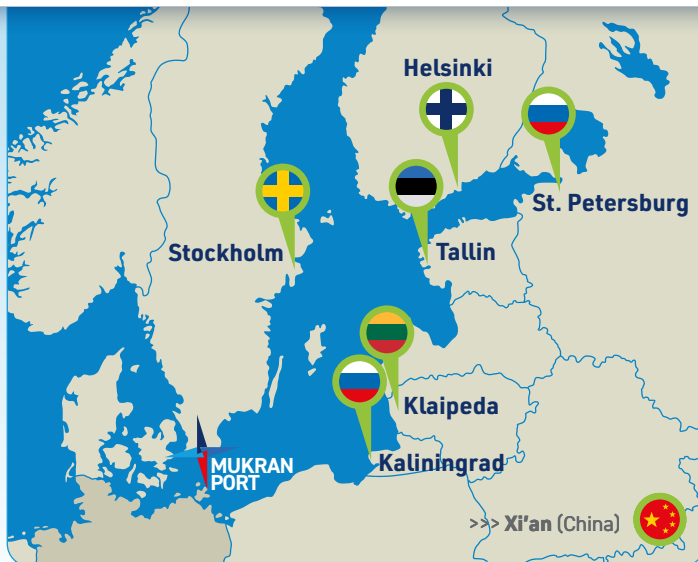 Helsinki
St. Petersburg
Stockholm
Tallin
Klaipeda
Kaliningrad
MUKRAN
PORT
>>> Xi'an (China)